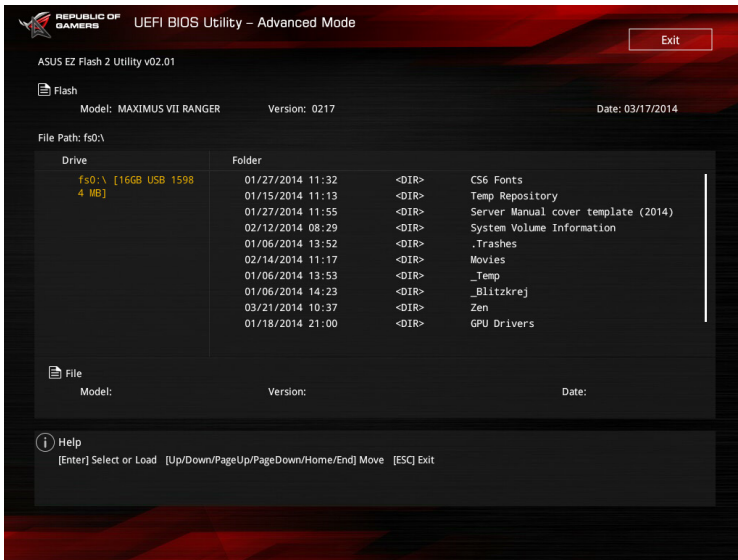 REPUBLIC OF
GAMERS
UEFI BIOS Utility – Advanced Mode
Exit
ASUS EZ Flash 2 Utility v02.01
Flash
Model: MAXIMUS VII RANGER Version: 0217 Date: 03/17/2014
File Path: fs0:\
Drive Folder
fs0:\ [16GB USB 1598
4 MB]
01/27/2014 11:32 <DIR> CS6 Fonts
01/15/2014 11:13 <DIR> Temp Repository
01/27/2014 11:55 <DIR> Server Manual cover template (2014)
02/12/2014 08:29 <DIR> System Volume Information
01/06/2014 13:52 <DIR> .Trashes
02/14/2014 11:17 <DIR> Movies
01/06/2014 13:53 <DIR> _Temp
01/06/2014 14:23 <DIR> _Blitzkrej
03/21/2014 10:37 <DIR> Zen
01/18/2014 21:00 <DIR> GPU Drivers
File
Model: Version: Date:
Help
[Enter] Select or Load [Up/Down/PageUp/PageDown/Home/End] Move [ESC] Exit